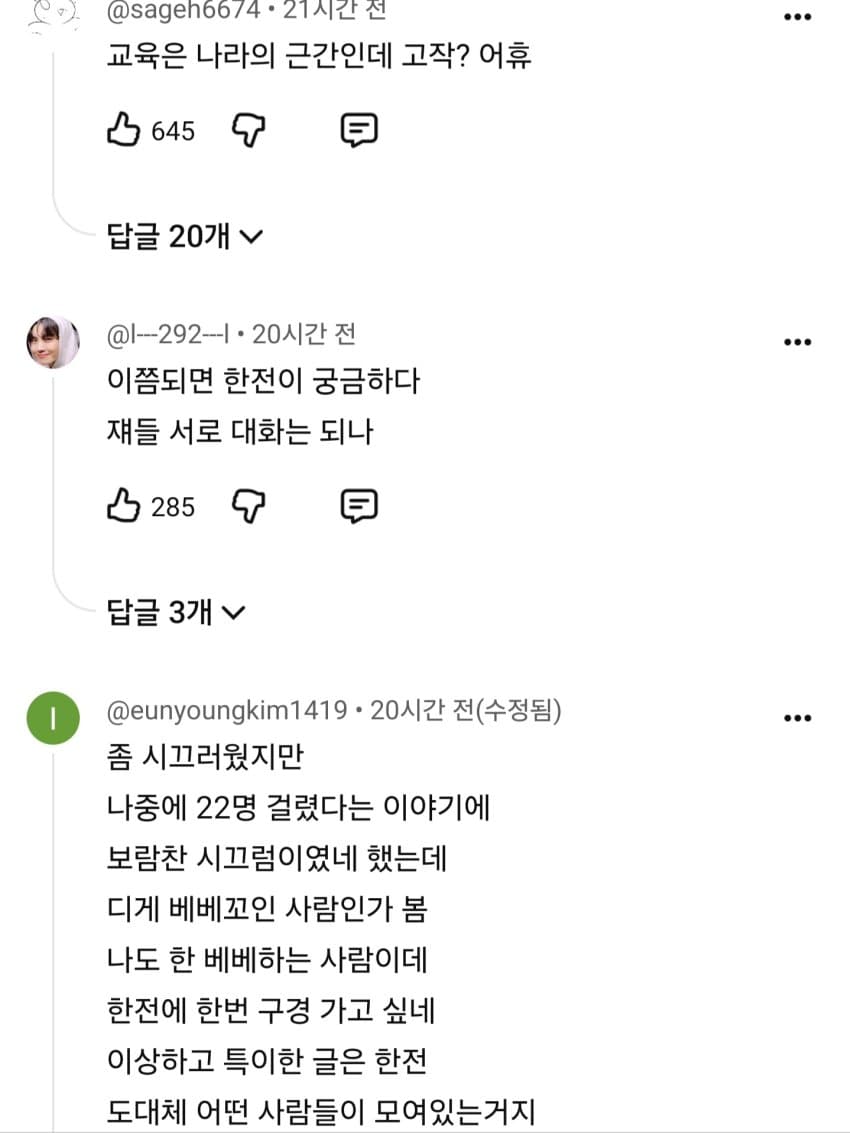 @sageh6674 • 21시간 전
교육은 나라의 근간인데 고작? 어휴
645
답글 20개
@l---292---l • 20시간 전
이쯤되면 한전이 궁금하다
쟤들 서로 대화는 되나
285
답글 3개
I
@eunyoungkim1419 • 20시간 전(수정됨)
좀 시끄러웠지만
나중에 22명 걸렸다는 이야기에
보람찬 시끄럼이였네 했는데
디게 베베꼬인 사람인가 봄
나도 한 베베하는 사람이데
한전에 한번 구경 가고 싶네
이상하고 특이한 글은 한전
도대체 어떤 사람들이 모여있는거지